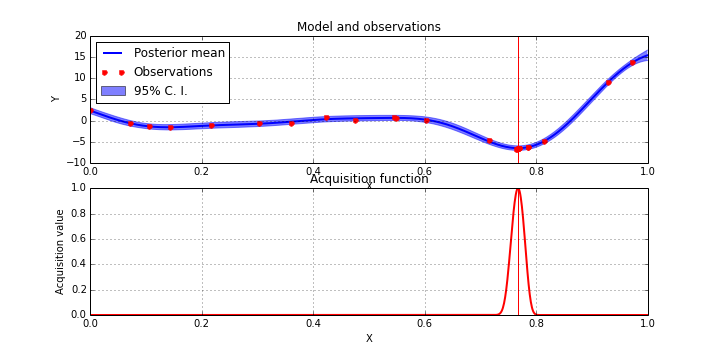 Model and observations
20
15
10
5
0
−5
−10
Y
Posterior mean
Observations
95% C. I.
0.0 0.2 0.4 0.6 0.8 1.0
X
Acquisition function
1.0
0.8
0.6
0.4
0.2
0.0
Acquisition value
0.0 0.2 0.4 0.6 0.8 1.0
X